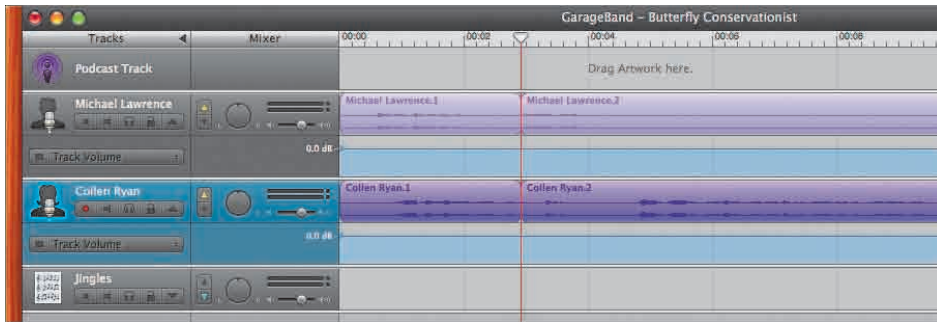 GarageBand – Butterfly Conservationist
Tracks Mixer 00:00 00:02 00:04 00:06 00:08
Podcast Track Drag Artwork here.
Michael Lawrence Michael Lawrence.1 Michael Lawrence.2
Track Volume 0.0 dB
Collen Ryan Collen Ryan.1 Collen Ryan.2
Track Volume 0.0 dB
Jingles